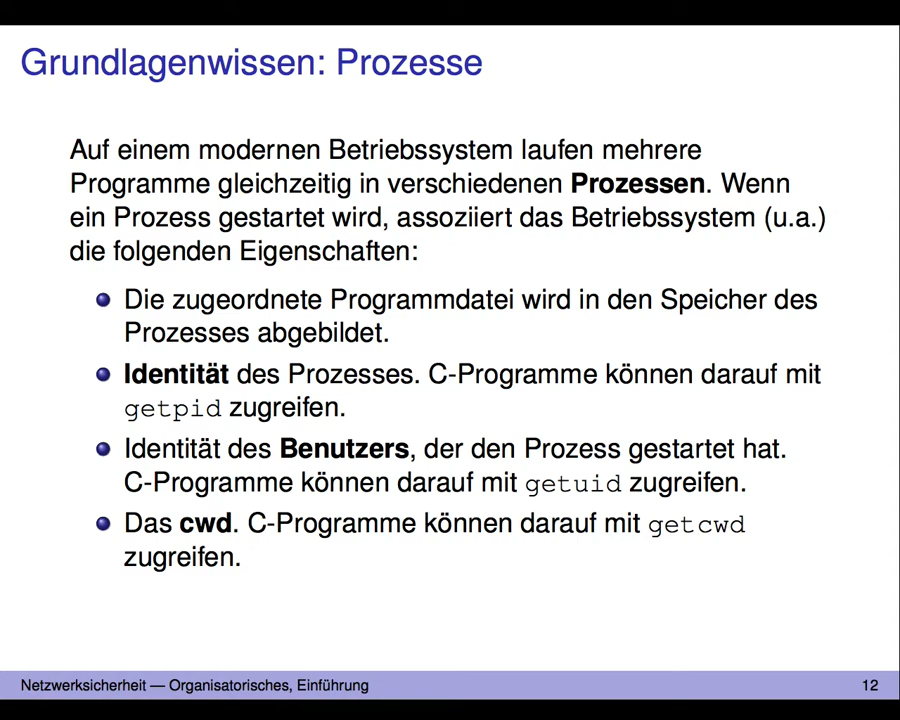 Grundlagenwissen: Prozesse
Auf einem modernen Betriebssystem laufen mehrere
Programme gleichzeitig in verschiedenen Prozessen. Wenn
ein Prozess gestartet wird, assoziiert das Betriebssystem (u.a.)
die folgenden Eigenschaften:
Die zugeordnete Programmdatei wird in den Speicher des
Prozesses abgebildet.
Identität des Prozesses. C-Programme können darauf mit
getpid zugreifen.
Identität des Benutzers, der den Prozess gestartet hat.
C-Programme können darauf mit getuid zugreifen.
Das cwd. C-Programme können darauf mit getcwd
zugreifen.
Netzwerksicherheit — Organisatorisches, Einführung
12